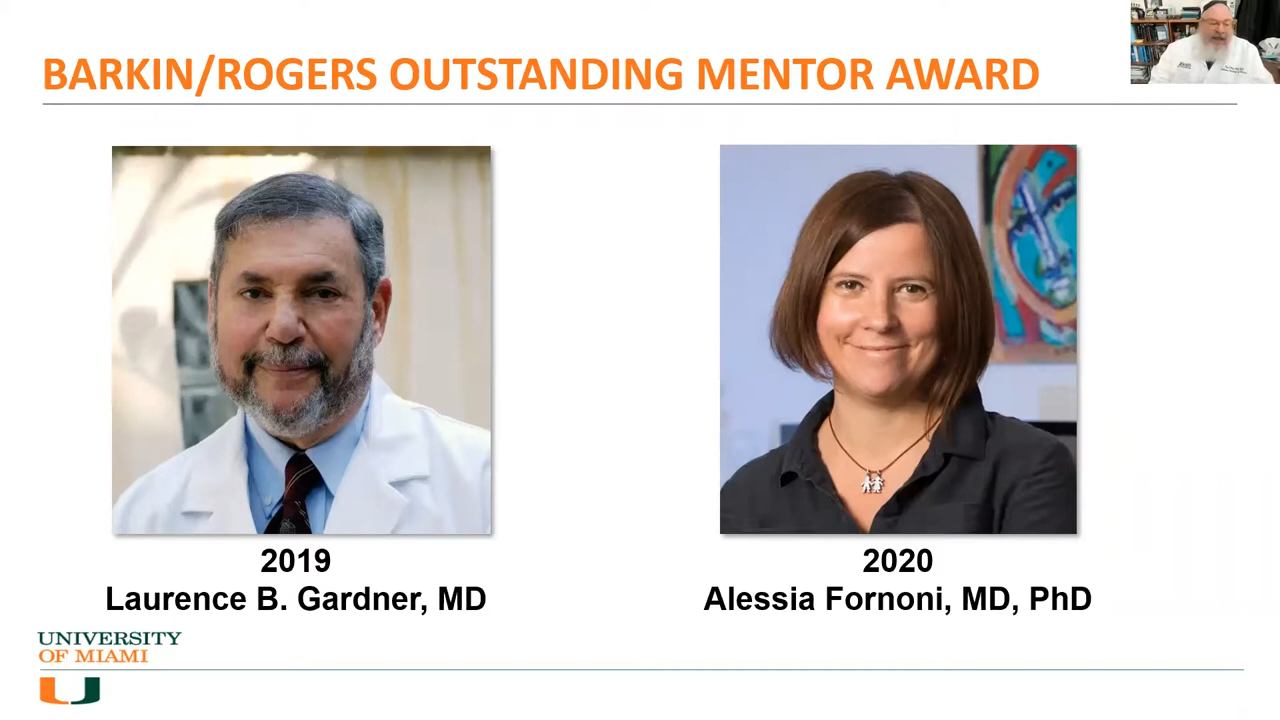 BARKIN/ROGERS OUTSTANDING MENTOR AWARD
2019
Laurence B. Gardner, MD
2020
Alessia Fornoni, MD, PhD
UNIVERSITY
OF MIAMI